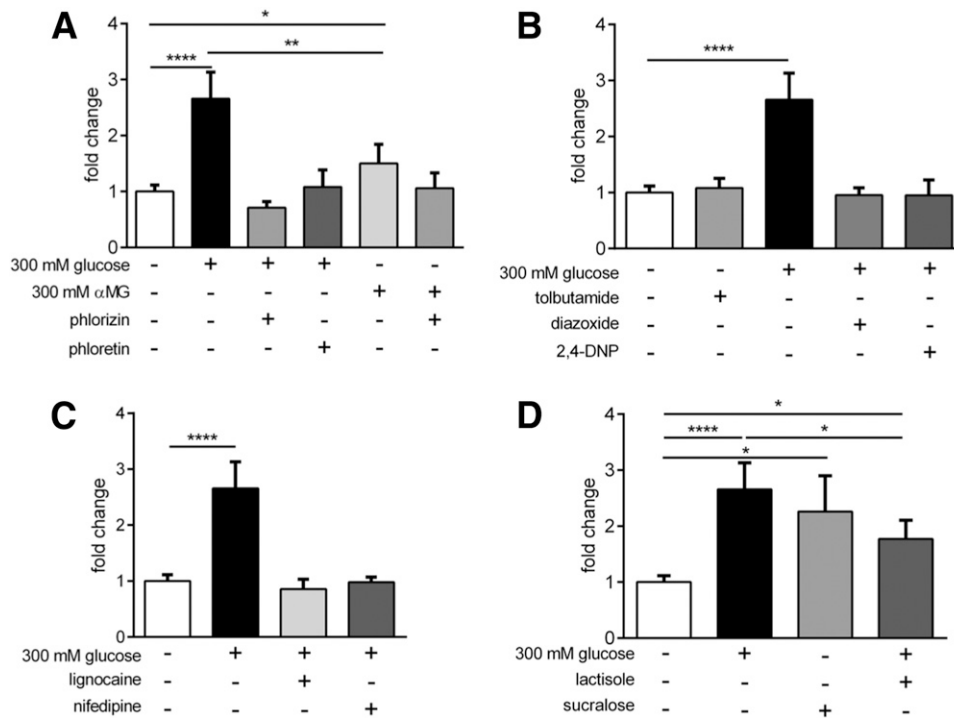 A
*
**
****
fold change
4
3
2
1
0
300 mM glucose - + + + - -
300 mM αMG - - - - + +
phlorizin - - + - - +
phloretin - - - + - -
B
****
fold change
4
3
2
1
0
300 mM glucose - - + + +
tolbutamide - + - - -
diazoxide - - - + -
2,4-DNP - - - - +
C
****
fold change
4
3
2
1
0
300 mM glucose - + + +
lignocaine - - + -
nifedipine - - - +
D
*
**** *
*
fold change
4
3
2
1
0
300 mM glucose - + - +
lactisole - - - +
sucralose - - + -